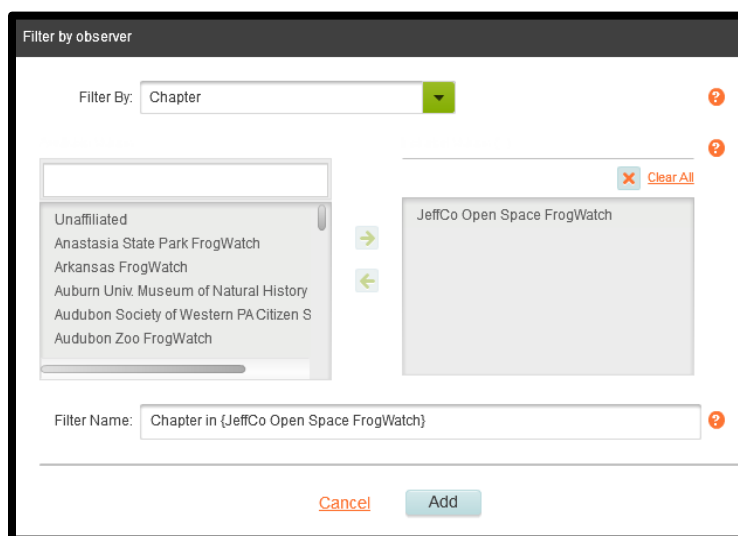 Filter by observer
Filter By: Chapter
Clear All
Unaffiliated
Anastasia State Park FrogWatch
Arkansas FrogWatch
Auburn Univ. Museum of Natural History
Audubon Society of Western PA Citizen S
Audubon Zoo FrogWatch
JeffCo Open Space FrogWatch
Filter Name: Chapter in {JeffCo Open Space FrogWatch}
Cancel Add